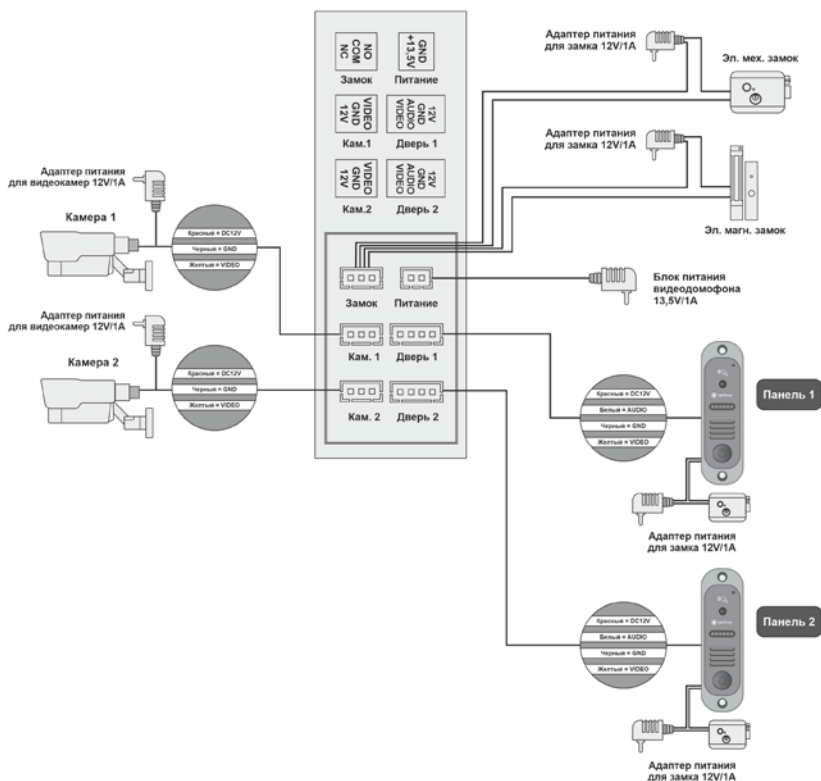 NO
COM
NC
Замок
GND
+13,5V
Питание
VIDEO
GND
12V
Кам.1
12V
GND
AUDIO
VIDEO
Дверь 1
VIDEO
GND
12V
Кам.2
12V
GND
AUDIO
VIDEO
Дверь 2
Адаптер питания
для замка 12V/1A
Эл. мех. замок
Адаптер питания
для замка 12V/1A
Эл. магн. замок
Адаптер питания
для видеокамер 12V/1A
Камера 1
Красный = DC12V
Черный = GND
Желтый = VIDEO
Замок
Питание
Блок питания
видеодомофона
13,5V/1A
Адаптер питания
для видеокамер 12V/1A
Камера 2
Красный = DC12V
Черный = GND
Желтый = VIDEO
Кам. 1
Дверь 1
Кам. 2
Дверь 2
Красный = DC12V
Белый = AUDIO
Черный = GND
Желтый = VIDEO
Панель 1
Адаптер питания
для замка 12V/1A
Красный = DC12V
Белый = AUDIO
Черный = GND
Желтый = VIDEO
Панель 2
Адаптер питания
для замка 12V/1A